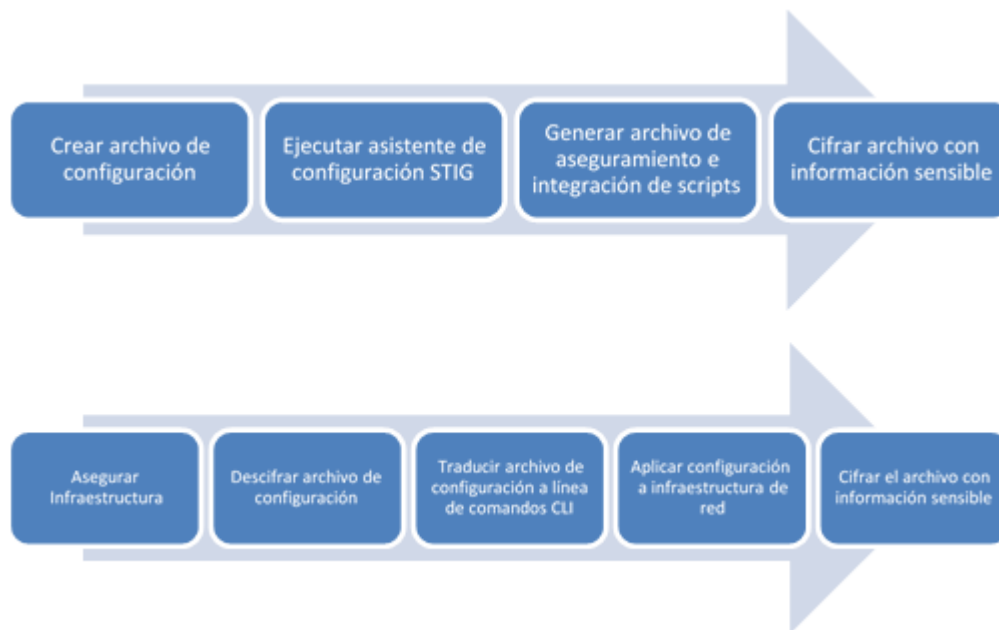 Crear archivo de
configuración
Ejecutar asistente de
configuración STIG
Generar archivo de
aseguramiento e
integración de scripts
Cifrar archivo con
información sensible
Asegurar
Infraestructura
Descifrar archivo de
configuración
Traducir archivo de
configuración a línea
de comandos CLI
Aplicar configuración
a infraestructura de
red
Cifrar el archivo con
información sensible